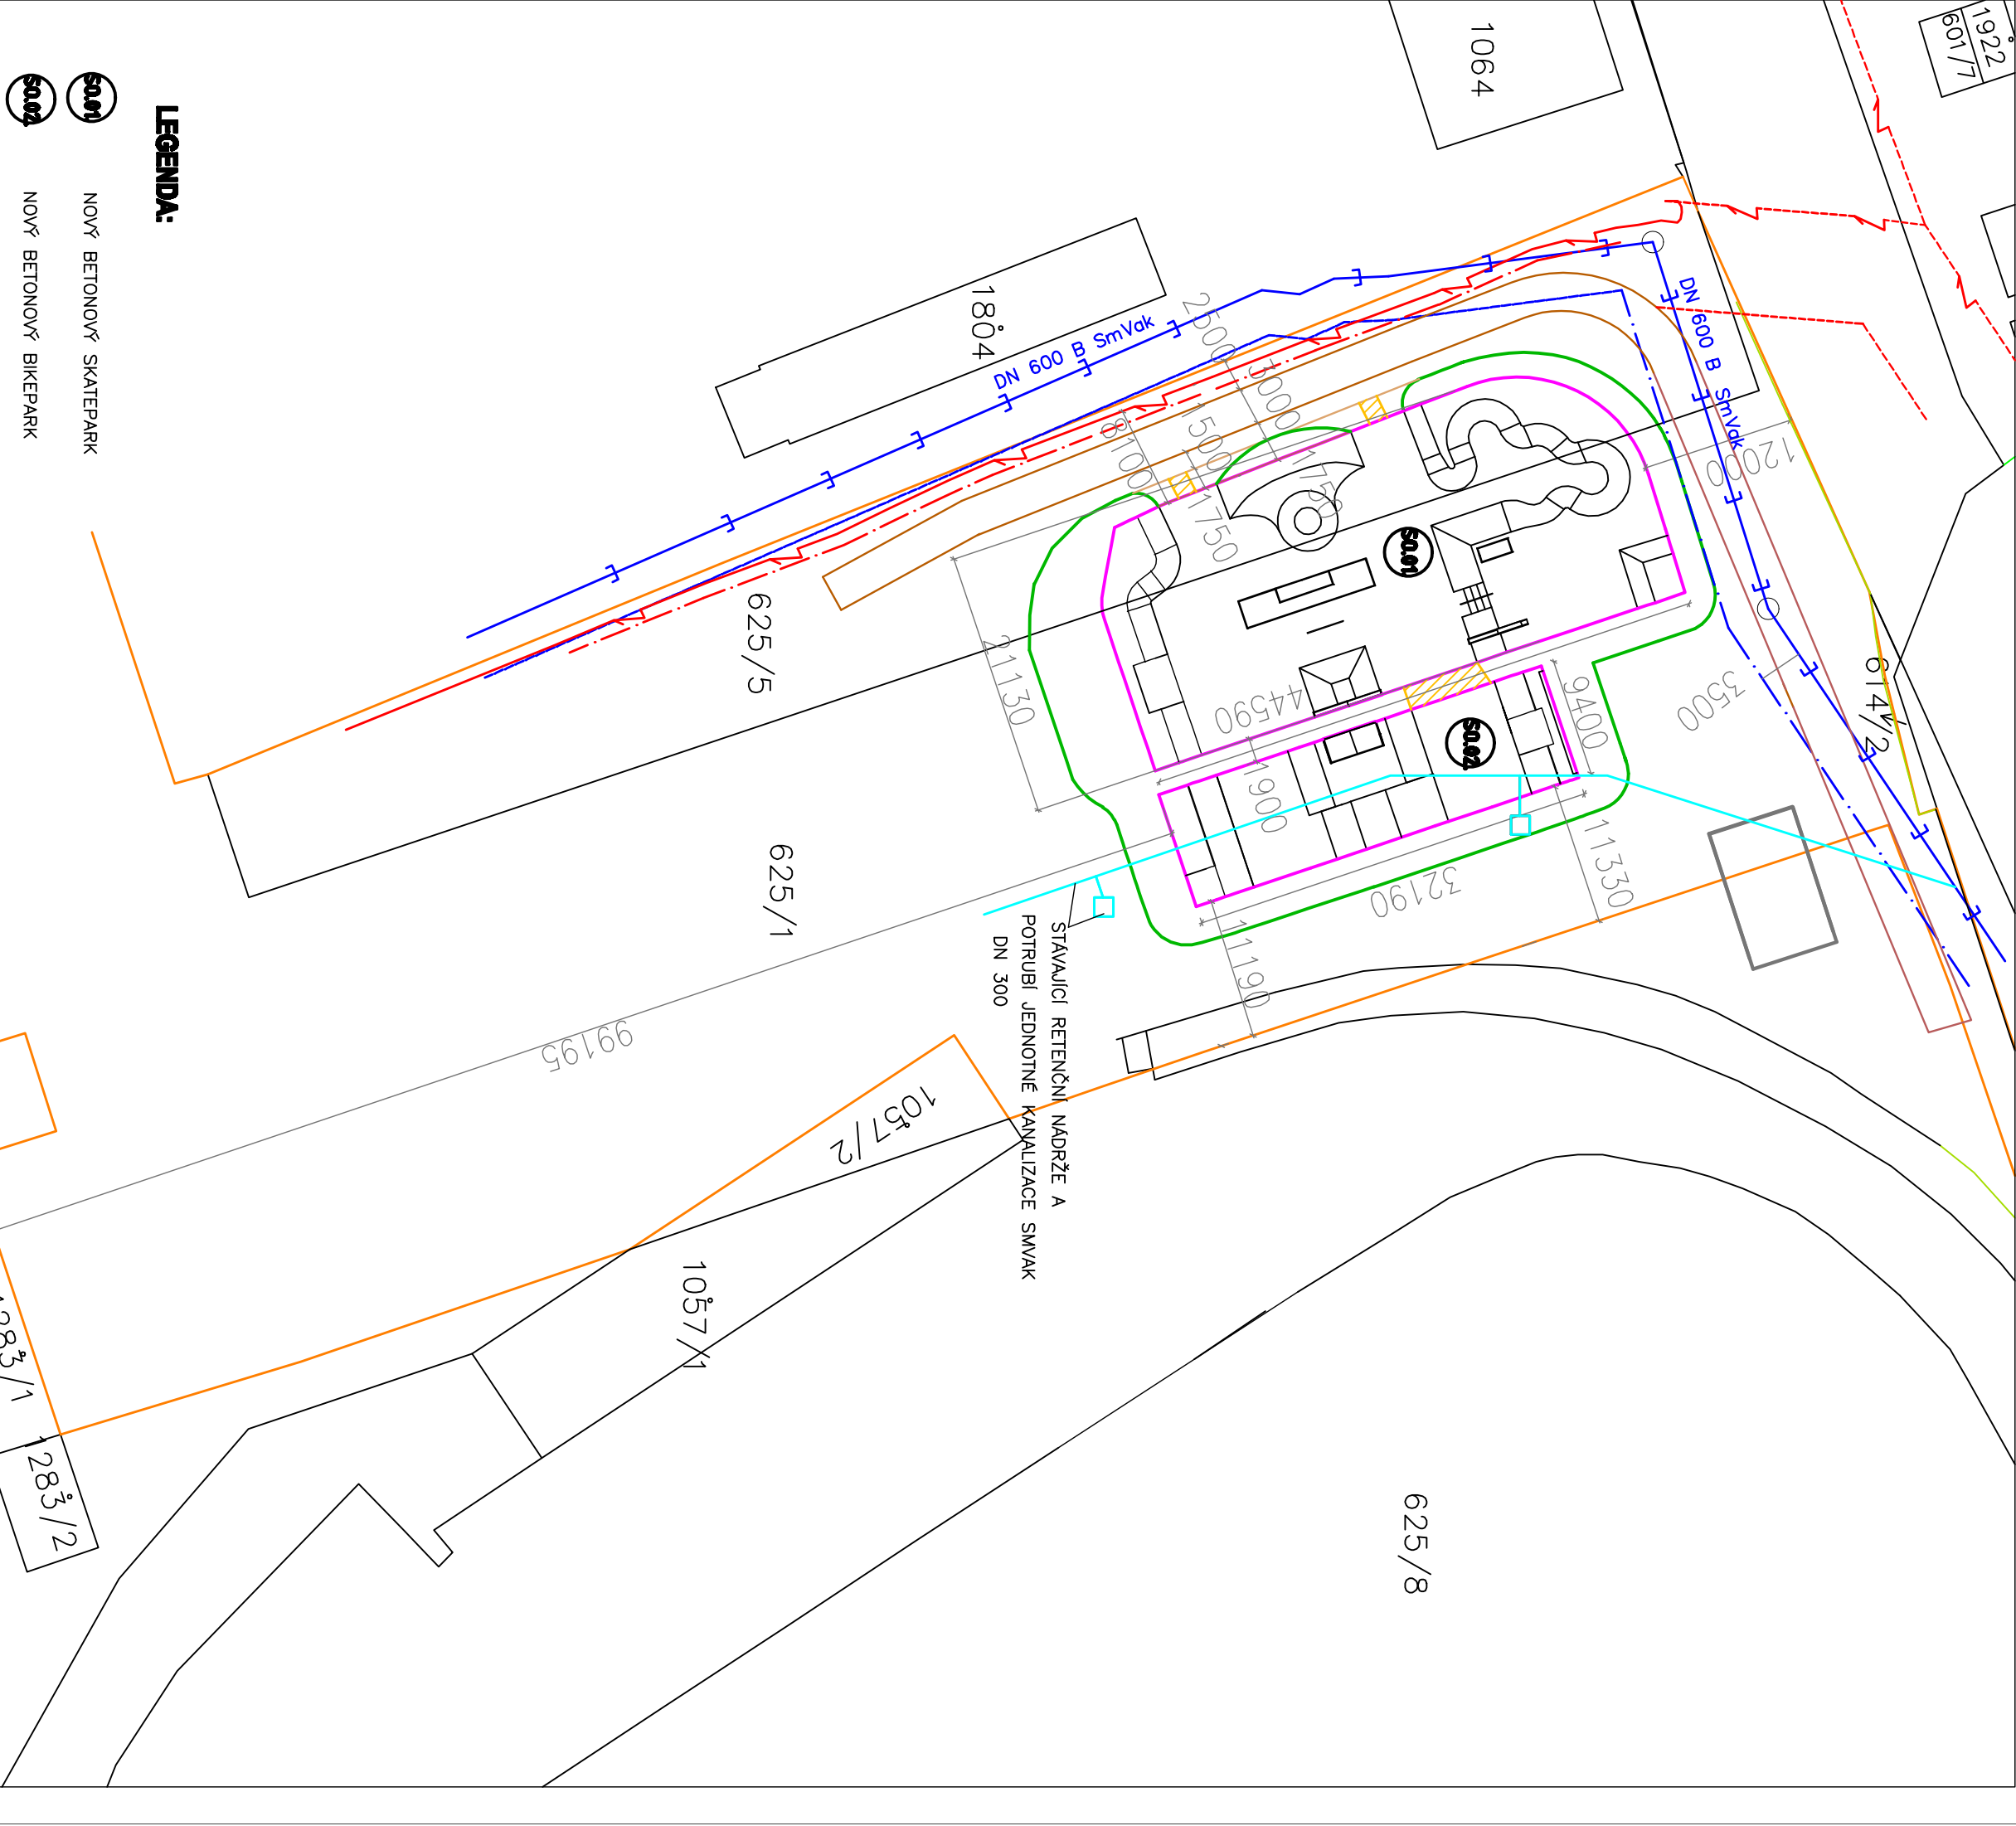 LEGENDA:
SO.01 NOVÝ BETONOVÝ SKATEPARK
SO.02 NOVÝ BETONOVÝ BIKEPARK
1922
601/7
1064
1804
DN 600 B SmVak
DN 600 B SmVak
2500
3000
1500
8100
1750
1750
12000
3500
614/2
SO.01
SO.02
21130
44590
9400
1900
32190
11330
11190
99195
625/5
625/1
STÁVAJÍCÍ RETENČNÍ NÁDRŽE A
POTRUBÍ JEDNOTNÉ KANALIZACE SMVAK
DN 300
1057/2
1057/1
625/8
1283/2